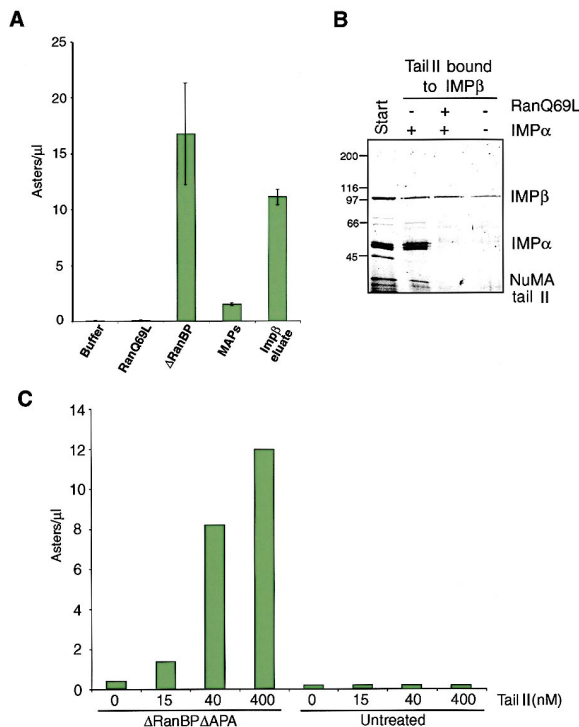 A
25
20
15
10
5
0
Asters/µl
Buffer
RanQ69L
ΔRanBP
MAPs
Impβ eluate
B
Tail II bound
to IMPβ
Start
- + - RanQ69L
+ + - IMPα
200
116
97
66
45
IMPβ
IMPα
NuMA
tail II
C
14
12
10
8
6
4
2
0
Asters/µl
0 15 40 400 0 15 40 400 Tail II(nM)
ΔRanBPΔAPA Untreated